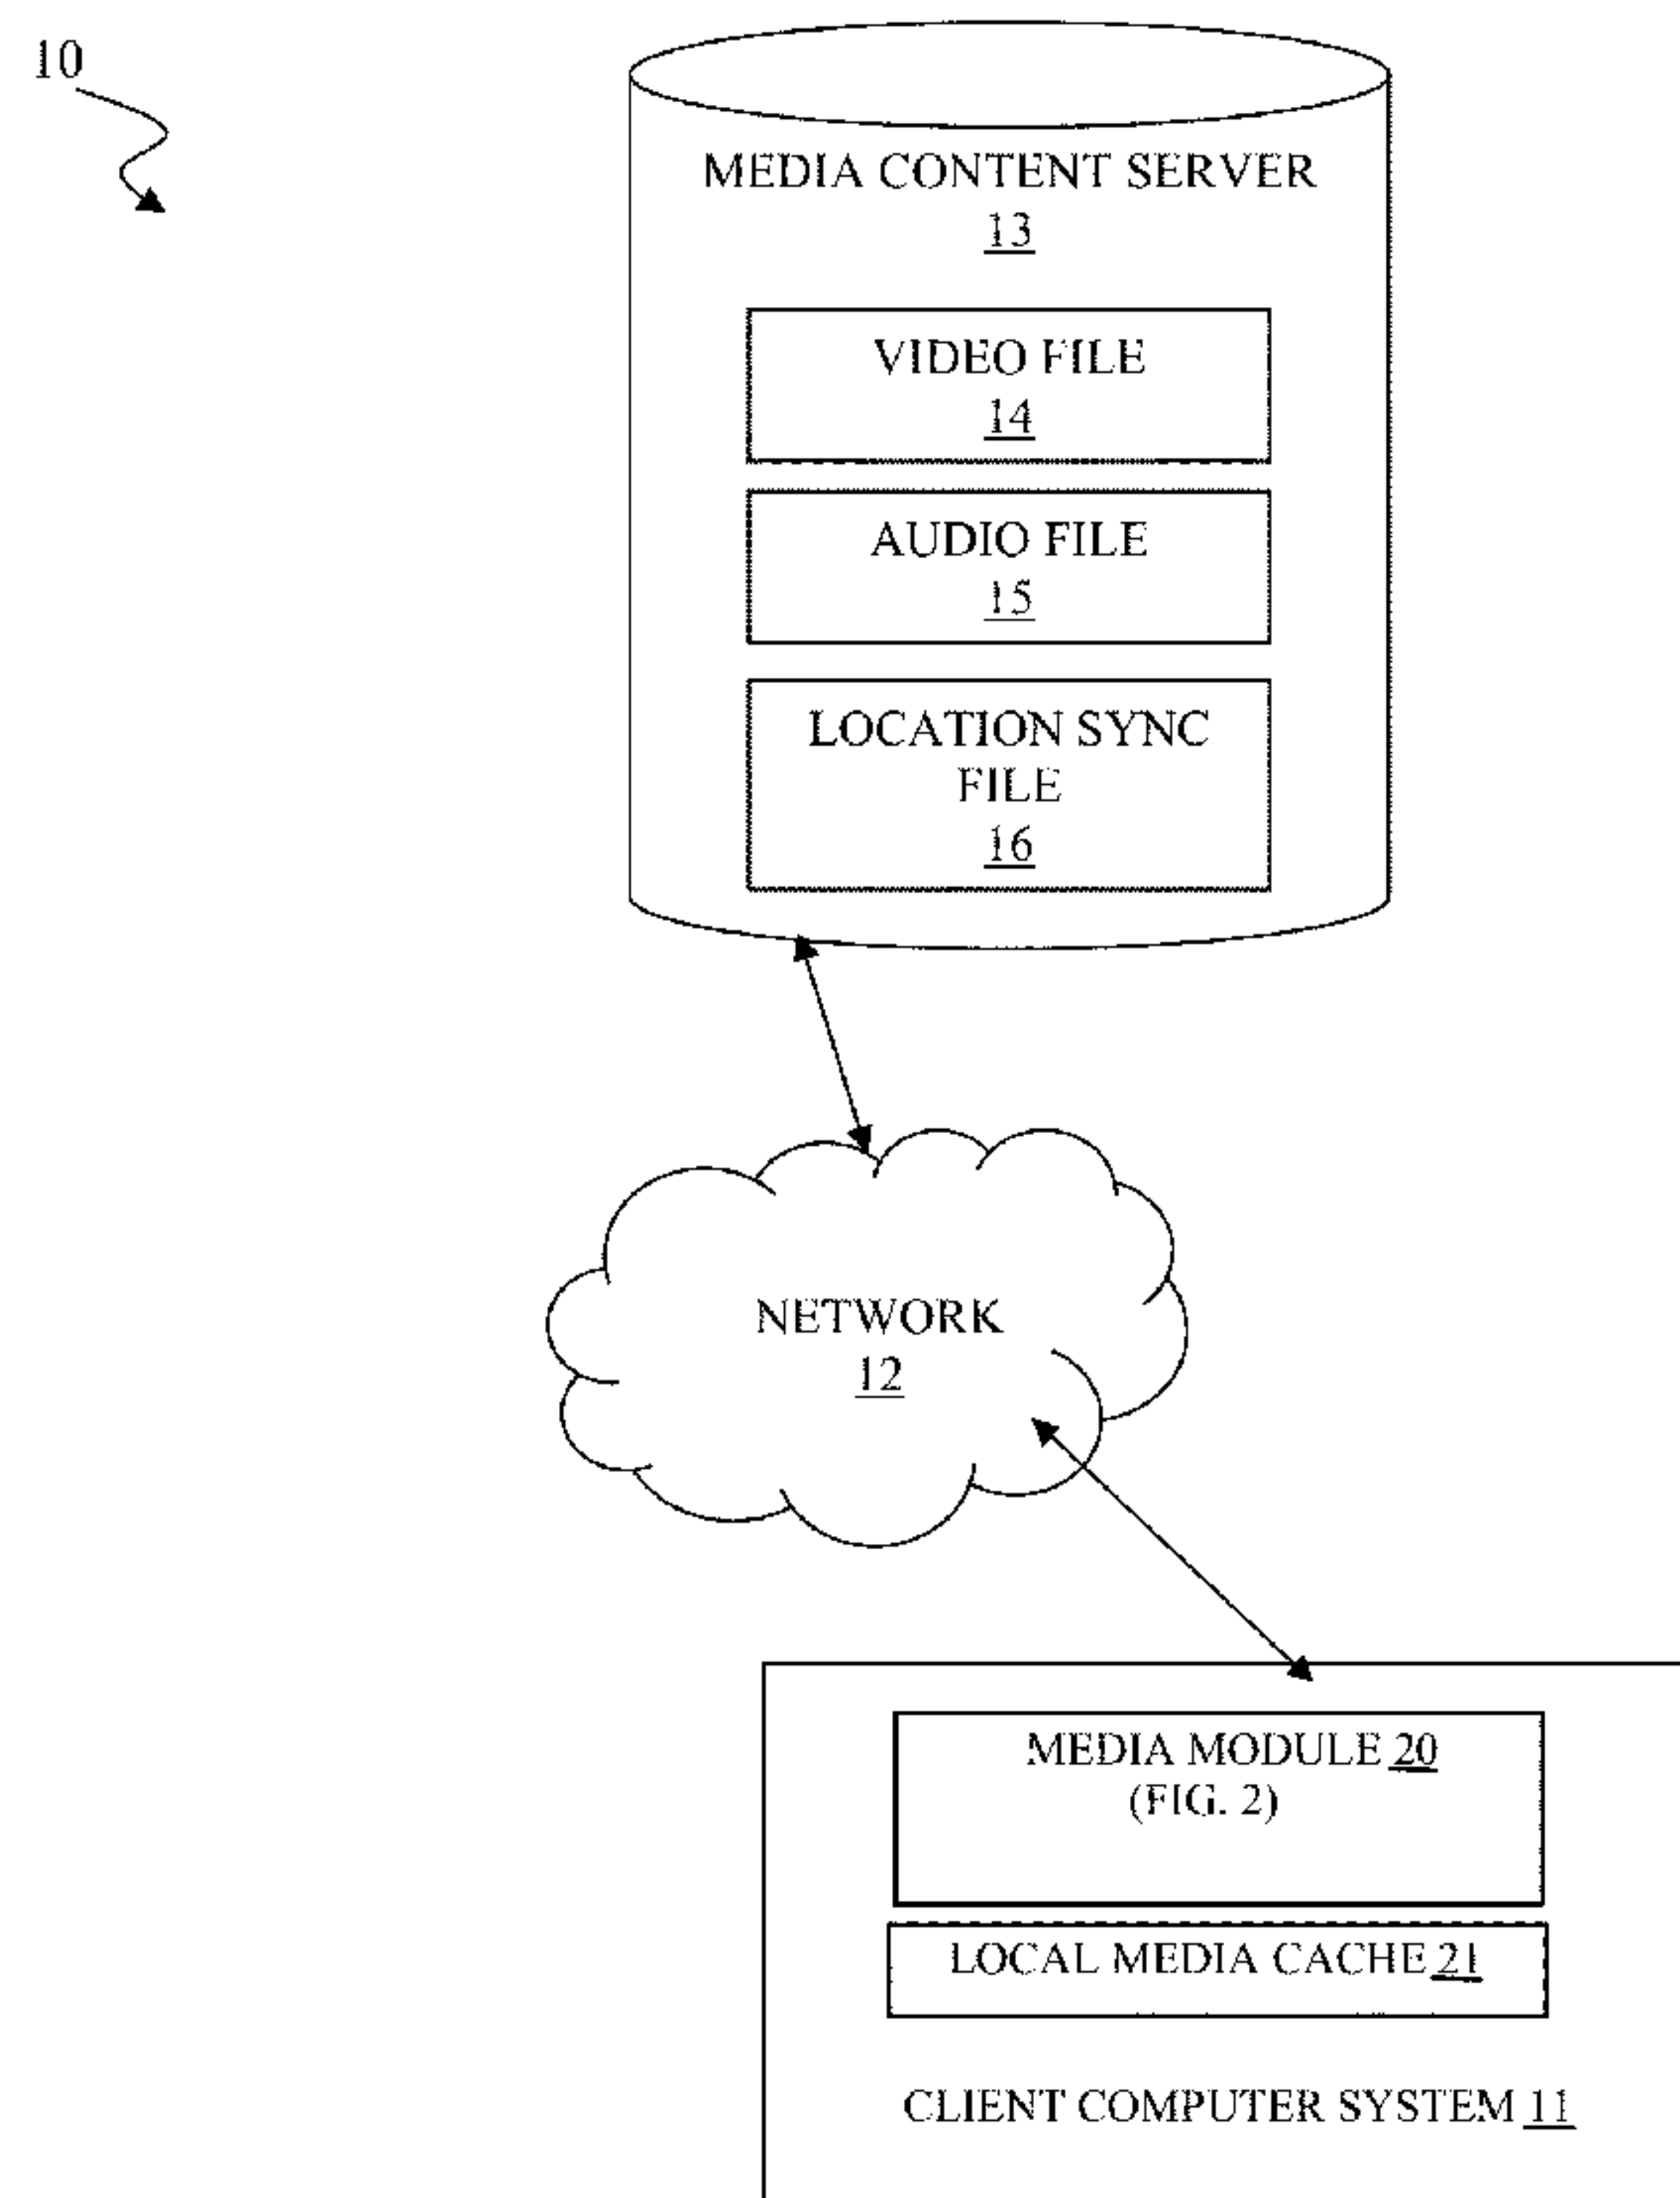 10
MEDIA CONTENT SERVER
13
VIDEO FILE
14
AUDIO FILE
15
LOCATION SYNC
FILE
16
NETWORK
12
MEDIA MODULE 20
(FIG. 2)
LOCAL MEDIA CACHE 21
CLIENT COMPUTER SYSTEM 11